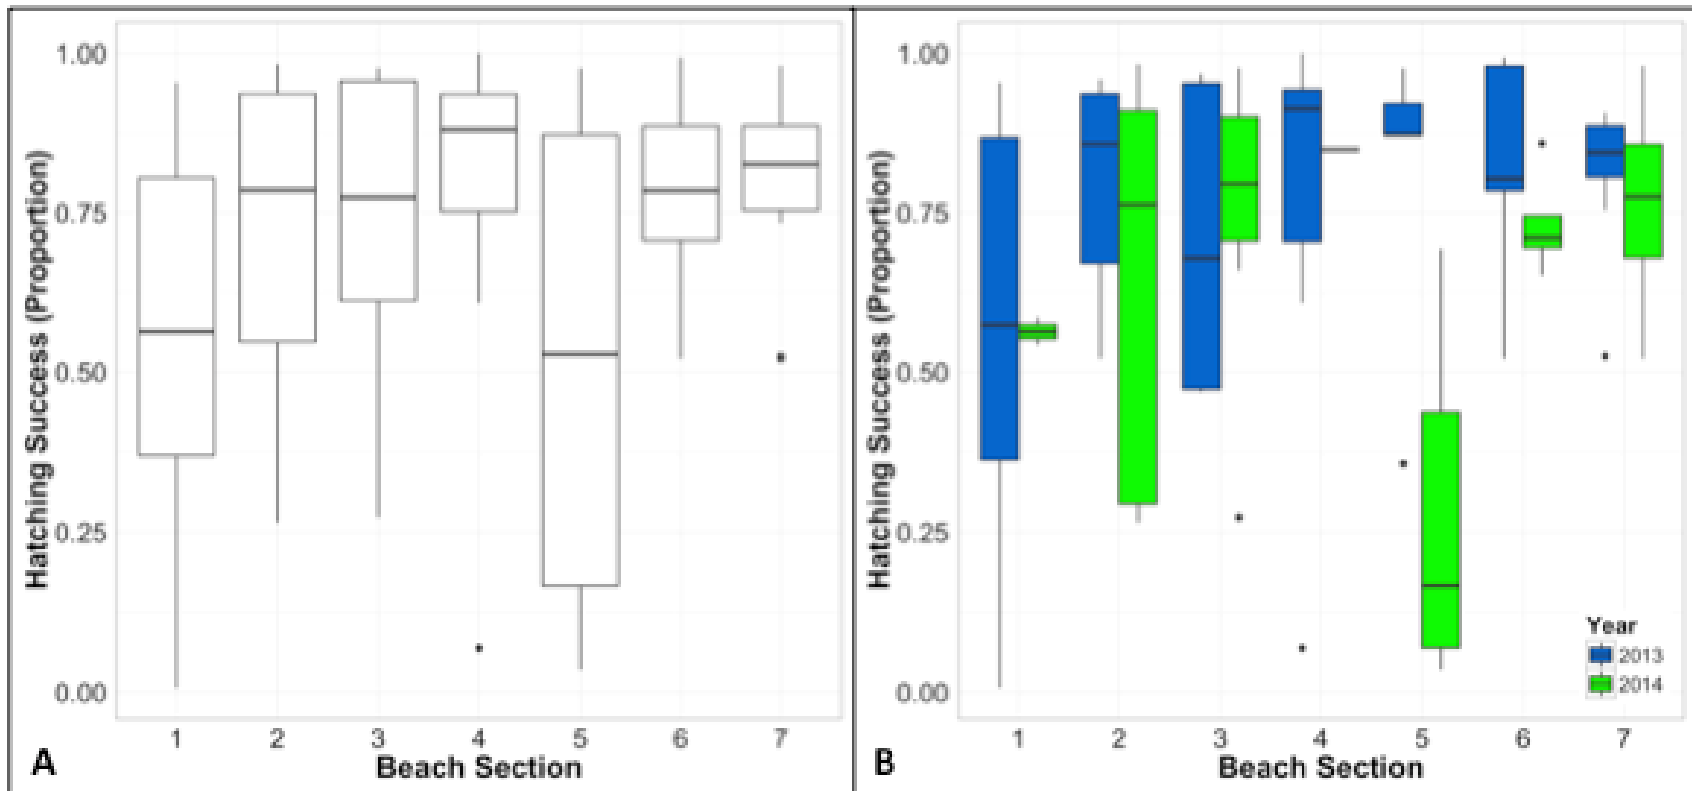 Hatching Success (Proportion)
1.00
0.75
0.50
0.25
0.00
1 2 3 4 5 6 7
Beach Section
A
Hatching Success (Proportion)
1.00
0.75
0.50
0.25
0.00
1 2 3 4 5 6 7
Beach Section
B
Year
2013
2014